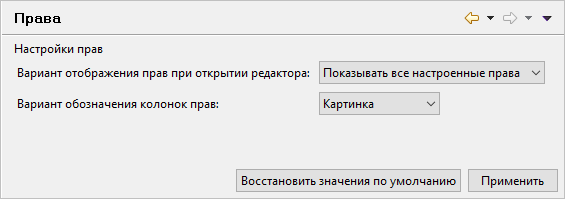 Права
Настройки прав
Вариант отображения прав при открытии редактора: Показывать все настроенные права
Вариант обозначения колонок прав: Картинка
Восстановить значения по умолчанию Применить